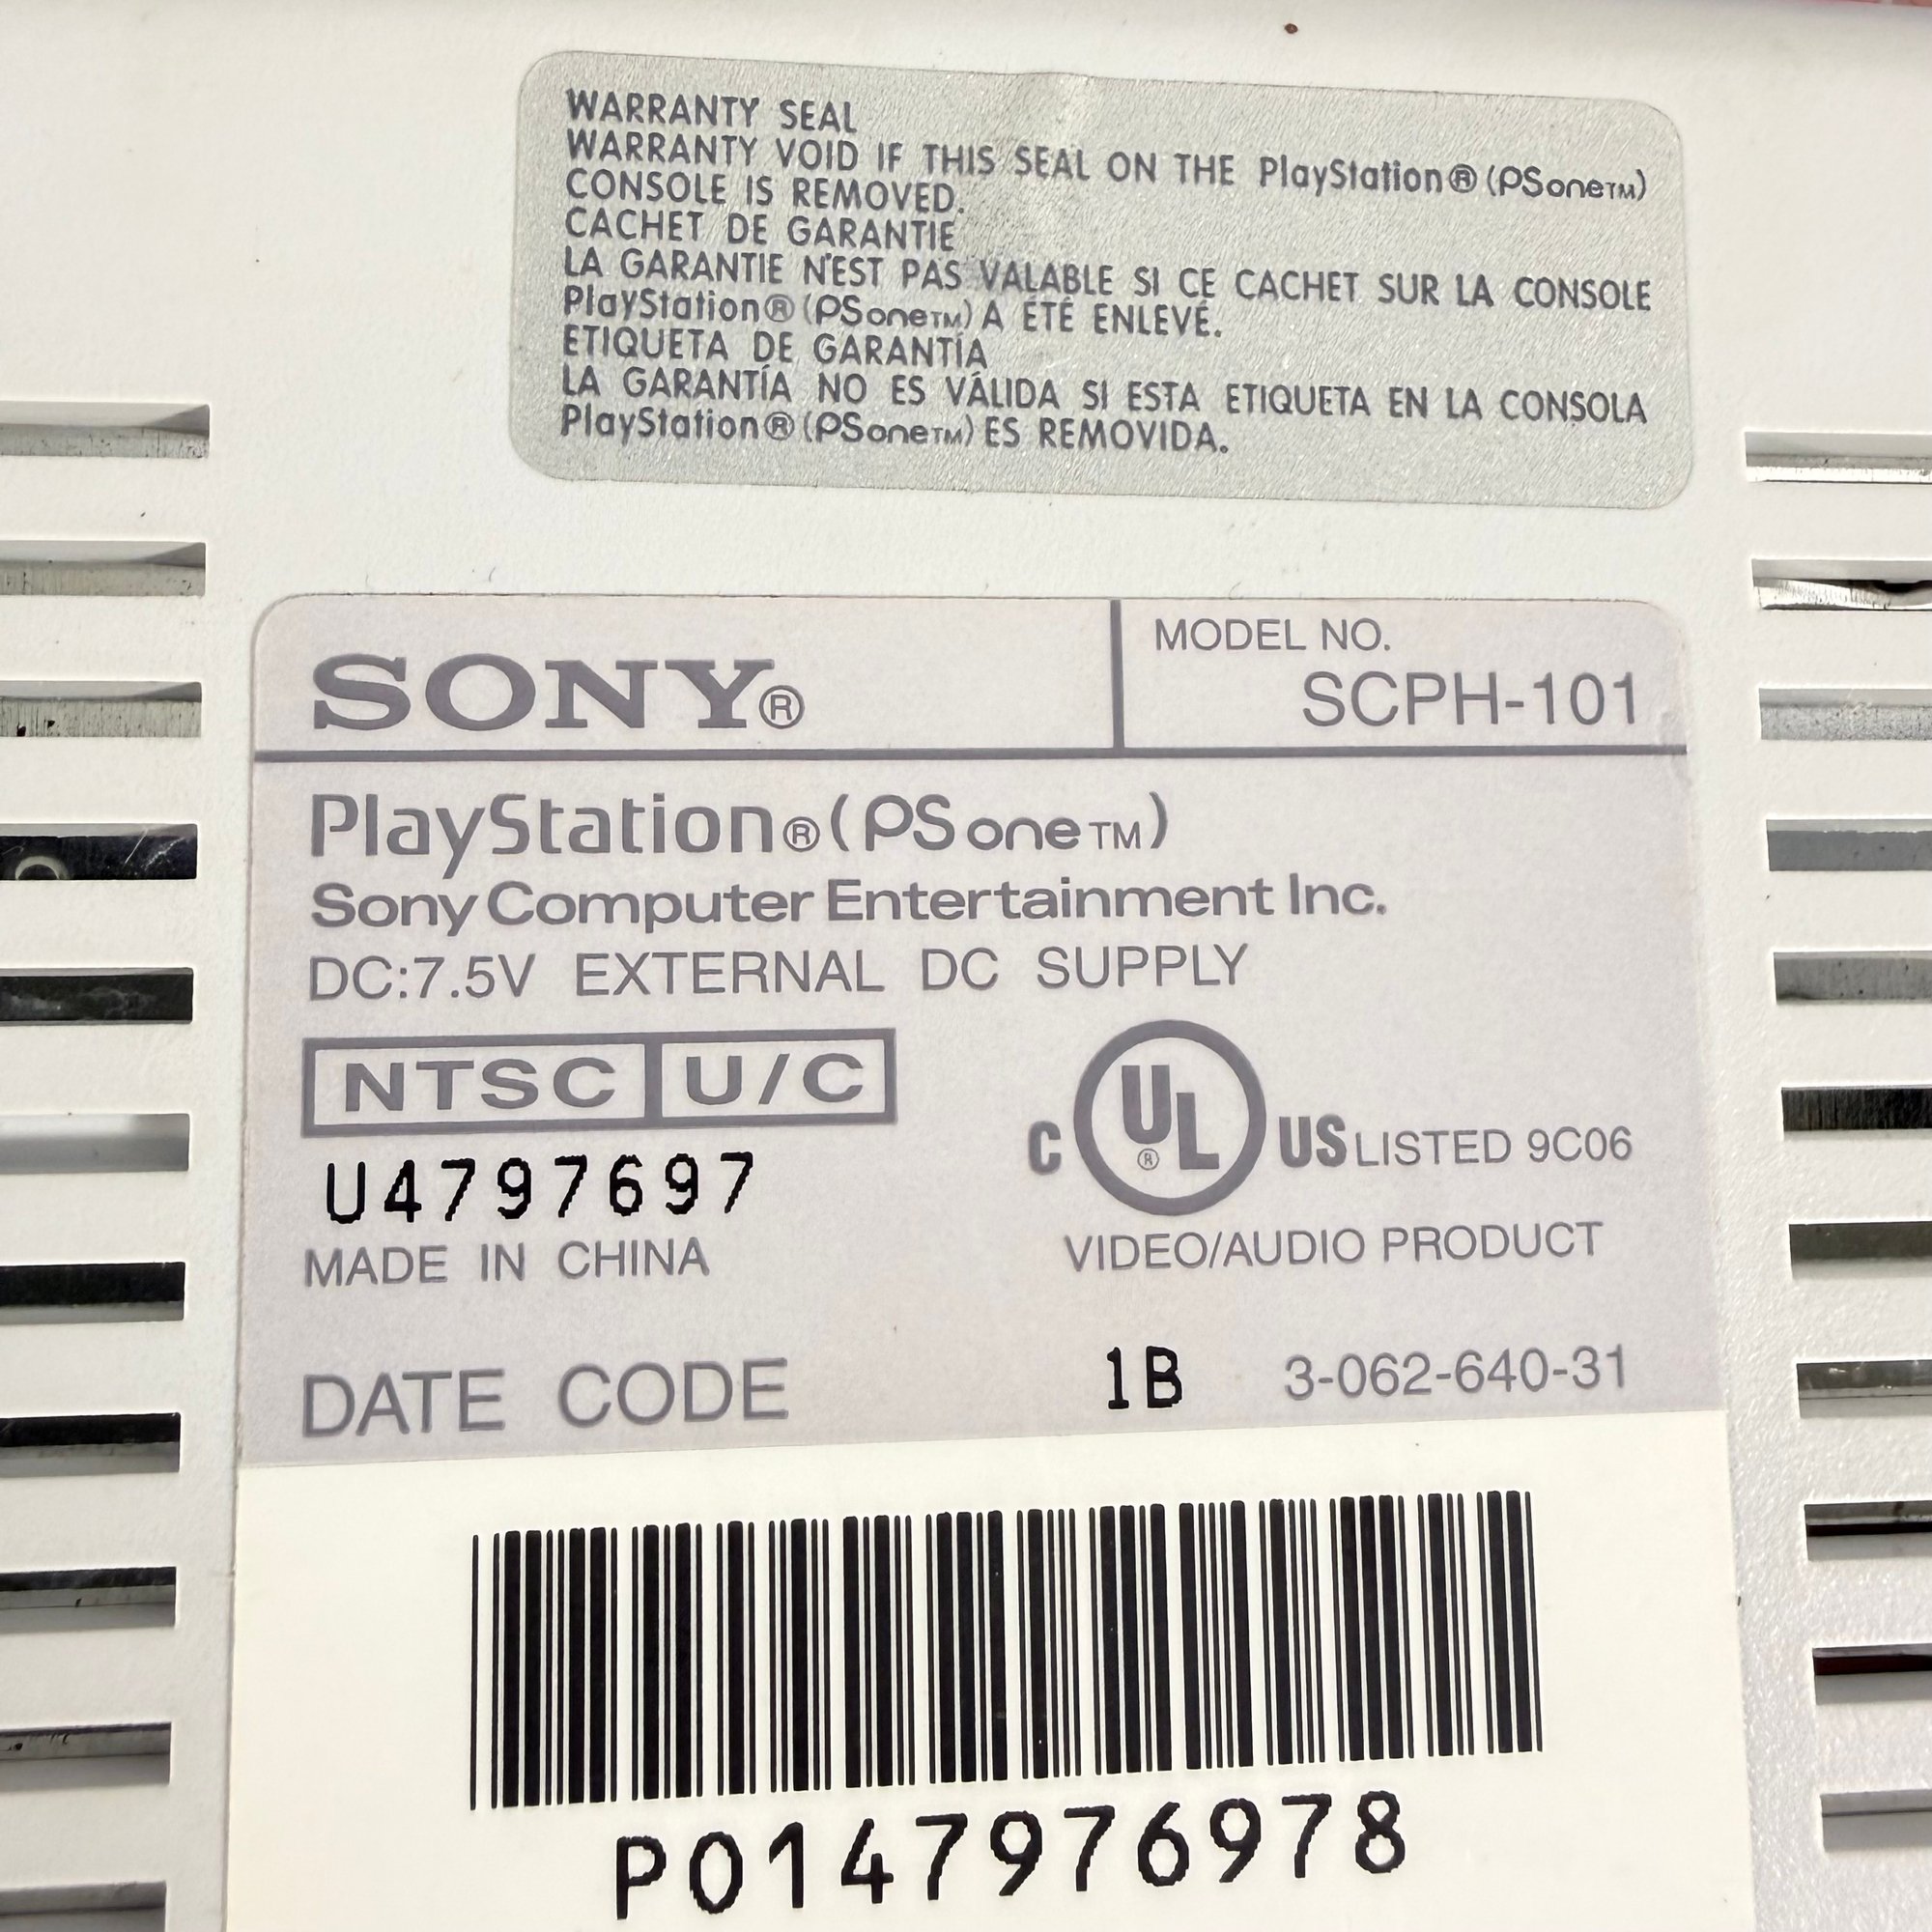 WARRANTY SEAL
WARRANTY VOID IF THIS SEAL ON THE PlayStation® (PSone™)
CONSOLE IS REMOVED.
CACHET DE GARANTIE
LA GARANTIE N'EST PAS VALABLE SI CE CACHET SUR LA CONSOLE
PlayStation® (PSone™) A ÉTÉ ENLEVÉ.
ETIQUETA DE GARANTÍA
LA GARANTÍA NO ES VÁLIDA SI ESTA ETIQUETA EN LA CONSOLA
PlayStation® (PSone™) ES REMOVIDA.
SONY®
MODEL NO.
SCPH-101
PlayStation®(PSone™)
Sony Computer Entertainment Inc.
DC:7.5V EXTERNAL DC SUPPLY
NTSC U/C
C UL® US LISTED 9C06
U4797697
MADE IN CHINA
VIDEO/AUDIO PRODUCT
DATE CODE 1B 3-062-640-31
P0147976978